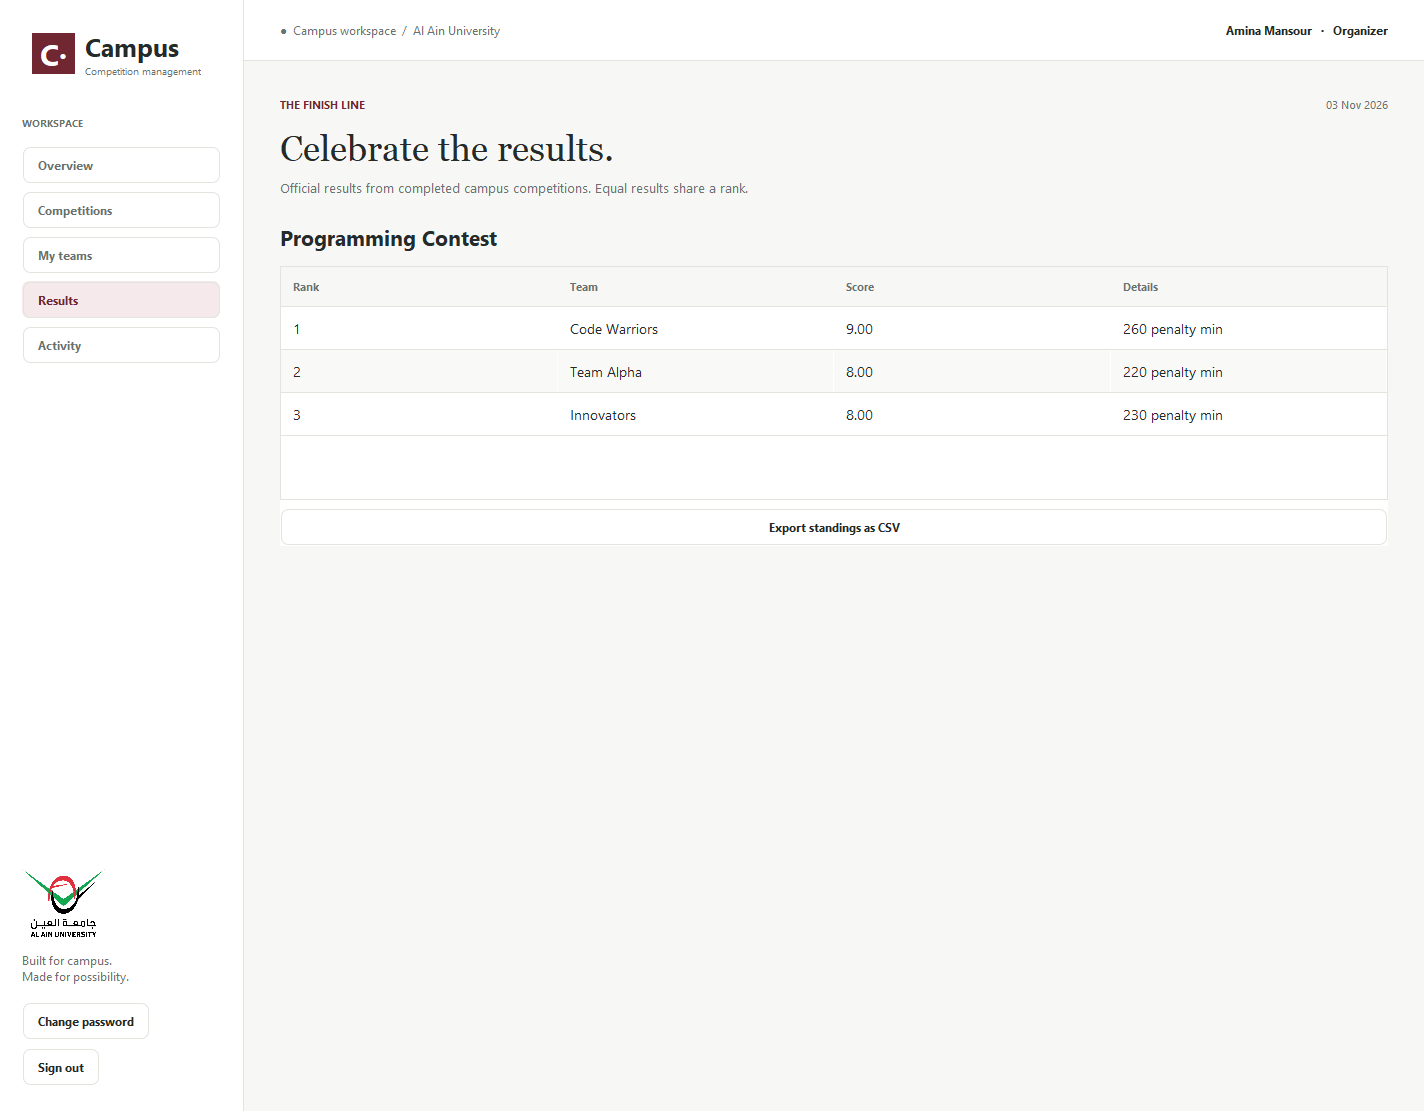 C.
Campus
Competition management
WORKSPACE
Overview
Competitions
My teams
Results
Activity
جامعة العين
AL AIN UNIVERSITY
Built for campus.
Made for possibility.
Change password
Sign out
● Campus workspace / Al Ain University
Amina Mansour · Organizer
THE FINISH LINE
03 Nov 2026
Celebrate the results.
Official results from completed campus competitions. Equal results share a rank.
Programming Contest
Rank Team Score Details
1 Code Warriors 9.00 260 penalty min
2 Team Alpha 8.00 220 penalty min
3 Innovators 8.00 230 penalty min
Export standings as CSV